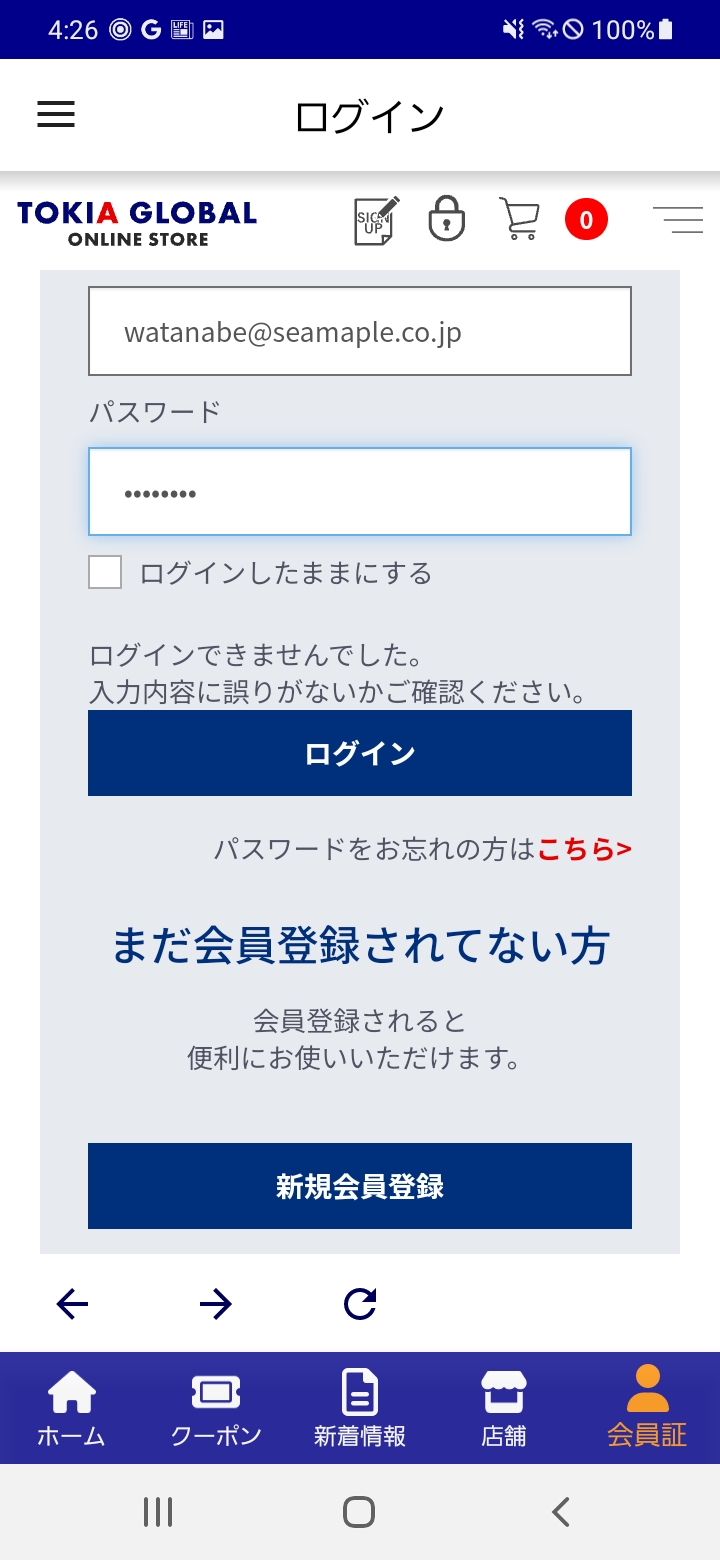 4:26
100%
ログイン
TOKIA GLOBAL
ONLINE STORE
SIGN
UP
0
watanabe@seamaple.co.jp
パスワード
••••••••
ログインしたままにする
ログインできませんでした。
入力内容に誤りがないかご確認ください。
ログイン
パスワードをお忘れの方はこちら>
まだ会員登録されてない方
会員登録されると
便利にお使いいただけます。
新規会員登録
ホーム
クーポン
新着情報
店舗
会員証